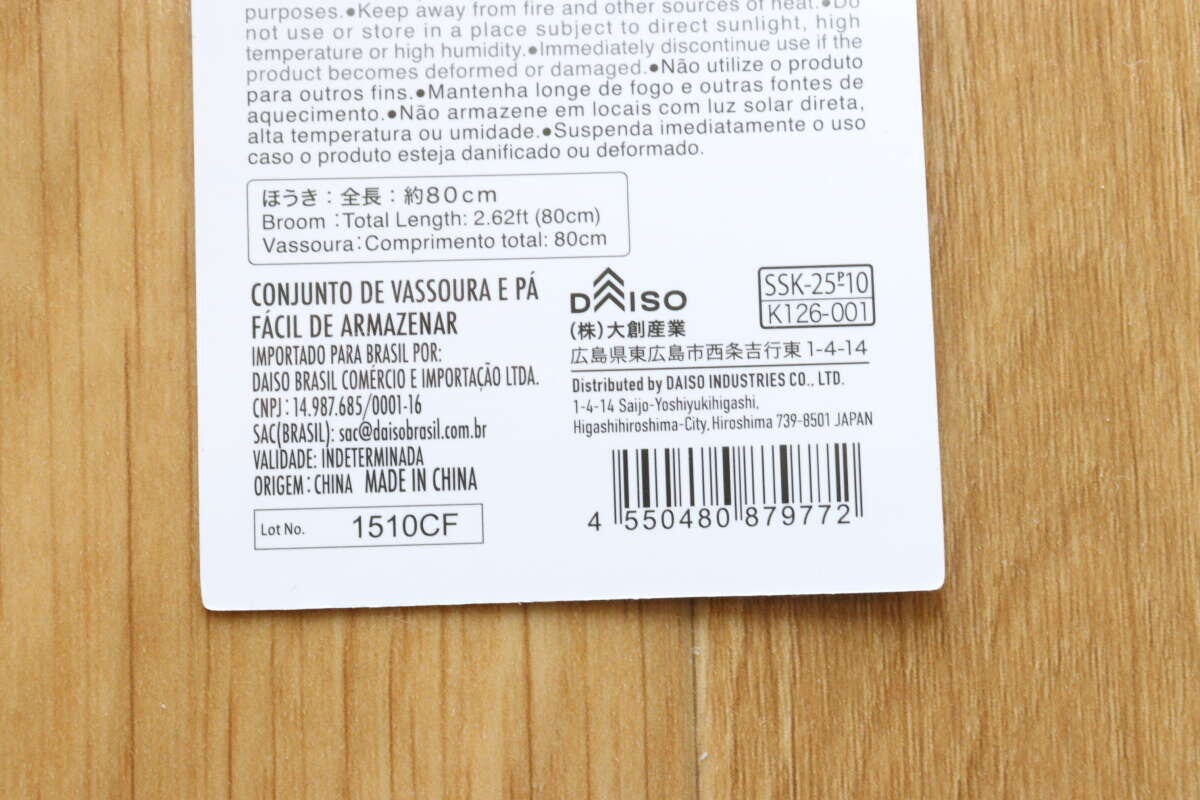 purposes.●Keep away from fire and other sources of heat.●Do
not use or store in a place subject to direct sunlight, high
temperature or high humidity.●Immediately discontinue use if the
product becomes deformed or damaged.●Não utilize o produto
para outros fins.●Mantenha longe de fogo e outras fontes de
aquecimento.●Não armazene em locais com luz solar direta,
alta temperatura ou umidade.●Suspenda imediatamente o uso
caso o produto esteja danificado ou deformado.
ほうき：全長：約80cm
Broom :Total Length: 2.62ft (80cm)
Vassoura:Comprimento total: 80cm
CONJUNTO DE VASSOURA E PÁ
FÁCIL DE ARMAZENAR
IMPORTADO PARA BRASIL POR:
DAISO BRASIL COMÉRCIO E IMPORTAÇÃO LTDA.
CNPJ: 14.987.685/0001-16
SAC(BRASIL): sac@daisobrasil.com.br
VALIDADE: INDETERMINADA
ORIGEM: CHINA MADE IN CHINA
Lot No. 1510CF
DAISO
(株)大創産業
広島県東広島市西条吉行東1-4-14
Distributed by DAISO INDUSTRIES CO., LTD.
1-4-14 Saijo-Yoshiyukihigashi,
Higashihiroshima-City, Hiroshima 739-8501 JAPAN
SSK-25P10
K126-001
4 550480 879772